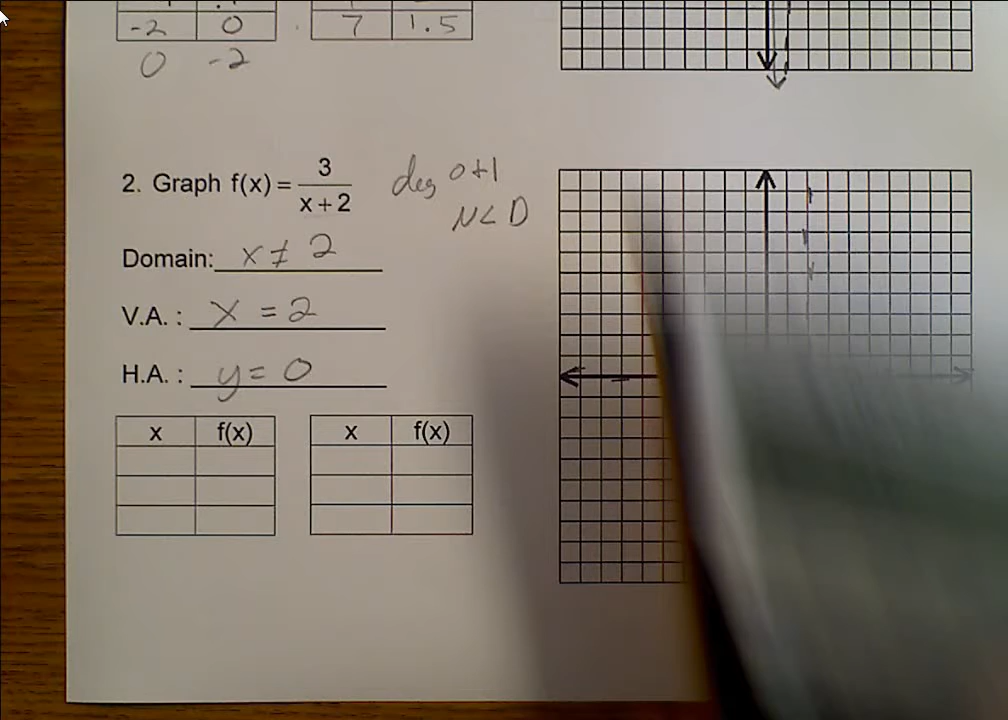 -2 0 7 1.5
0 -2
2. Graph f(x) = 3/(x + 2) deg 0+1
N < D
Domain: x ≠ 2
V.A. : x = 2
H.A. : y = 0
x f(x) x f(x)